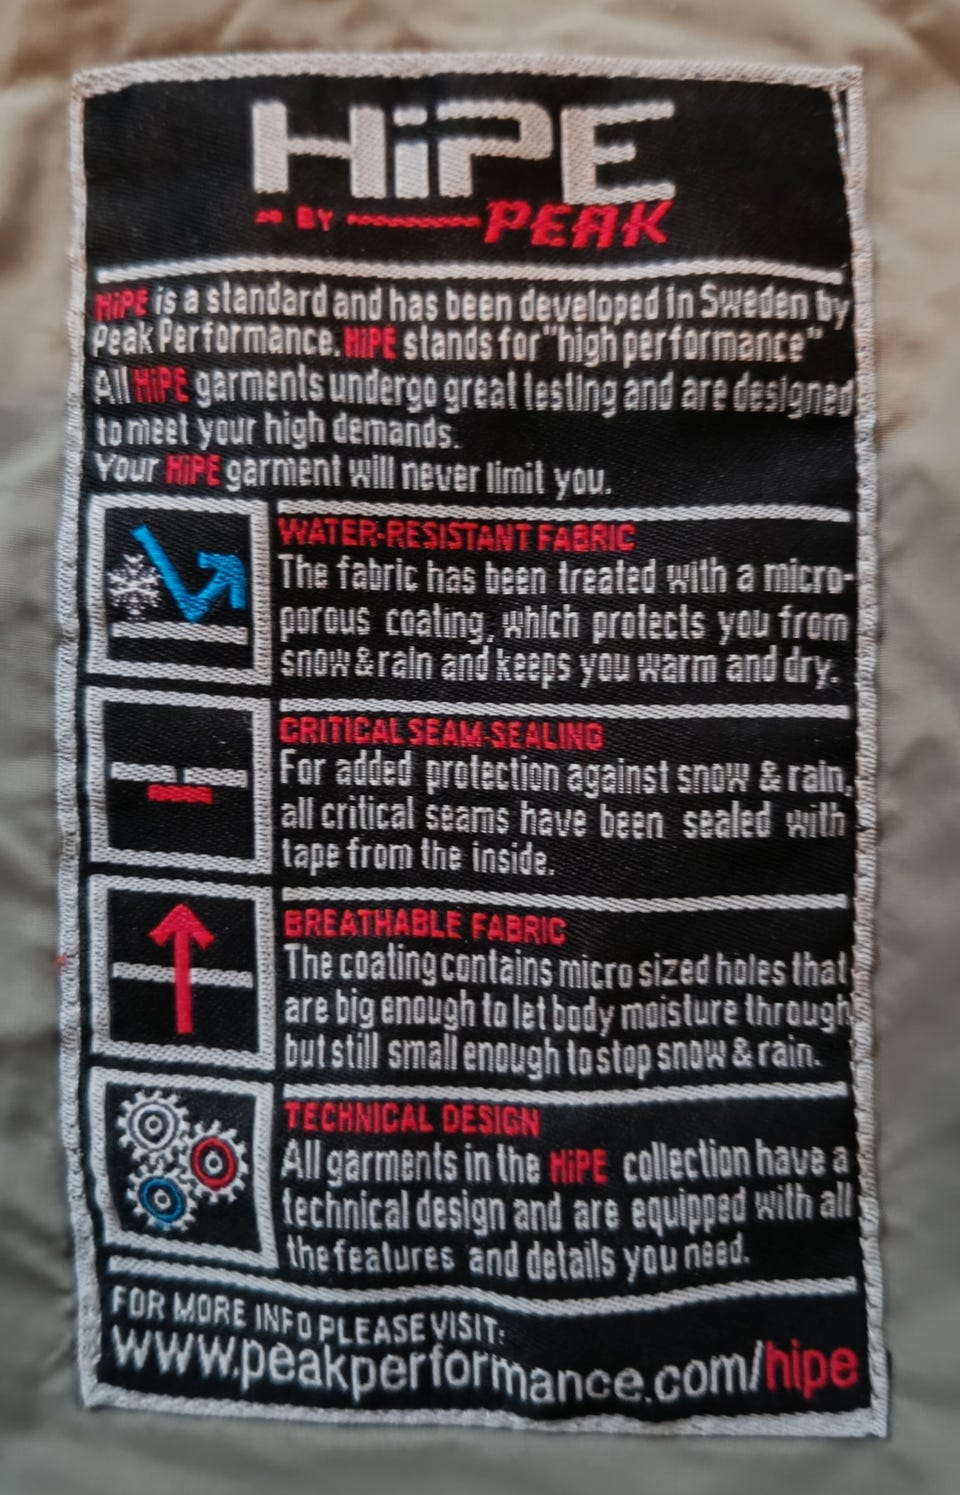 HiPE
BY PEAK
HiPE is a standard and has been developed in Sweden by
Peak Performance. HiPE stands for "high performance"
All HiPE garments undergo great testing and are designed
to meet your high demands.
Your HiPE garment will never limit you.
WATER-RESISTANT FABRIC
The fabric has been treated with a micro-
porous coating, which protects you from
snow & rain and keeps you warm and dry.
CRITICAL SEAM-SEALING
For added protection against snow & rain,
all critical seams have been sealed with
tape from the inside.
BREATHABLE FABRIC
The coating contains micro sized holes that
are big enough to let body moisture through
but still small enough to stop snow & rain.
TECHNICAL DESIGN
All garments in the HiPE collection have a
technical design and are equipped with all
the features and details you need.
FOR MORE INFO PLEASE VISIT:
www.peakperformance.com/hipe